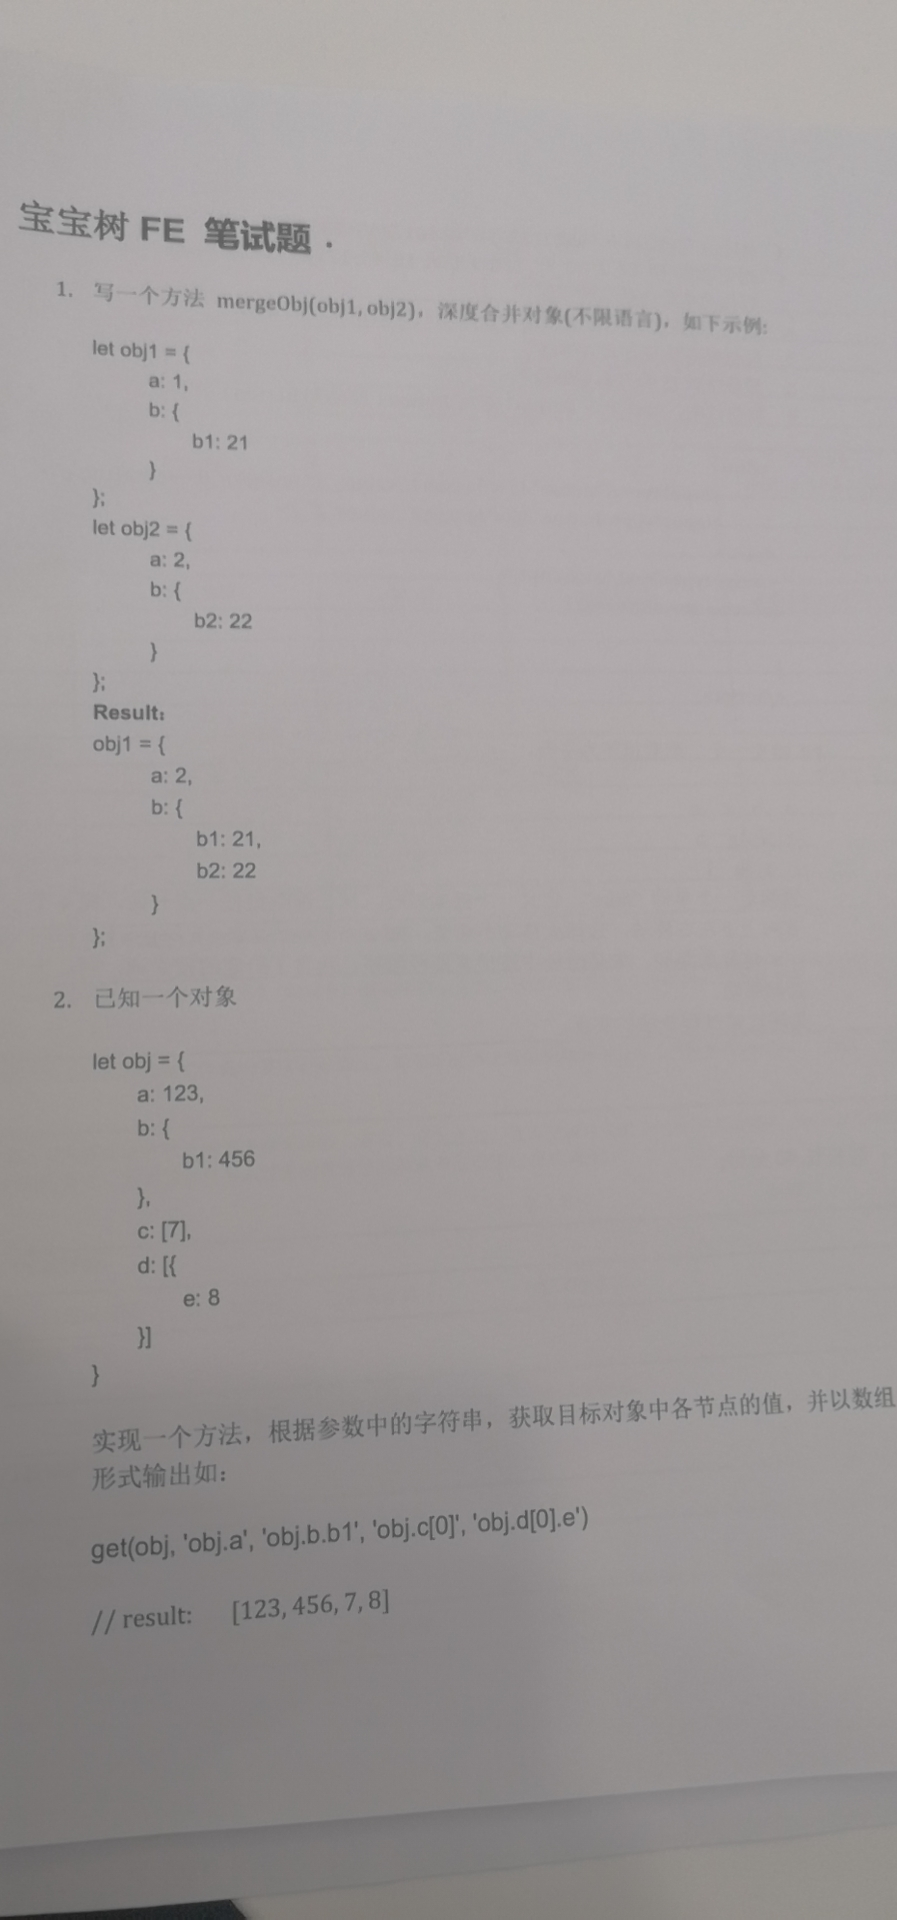 宝宝树 FE 笔试题 .
1. 写一个方法 mergeObj(obj1, obj2)，深度合并对象(不限语言)，如下示例:
let obj1 = {
a: 1,
b: {
b1: 21
}
};
let obj2 = {
a: 2,
b: {
b2: 22
}
};
Result:
obj1 = {
a: 2,
b: {
b1: 21,
b2: 22
}
};
2. 已知一个对象
let obj = {
a: 123,
b: {
b1: 456
},
c: [7],
d: [{
e: 8
}]
}
实现一个方法，根据参数中的字符串，获取目标对象中各节点的值，并以数组
形式输出如：
get(obj, 'obj.a', 'obj.b.b1', 'obj.c[0]', 'obj.d[0].e')
// result: [123, 456, 7, 8]